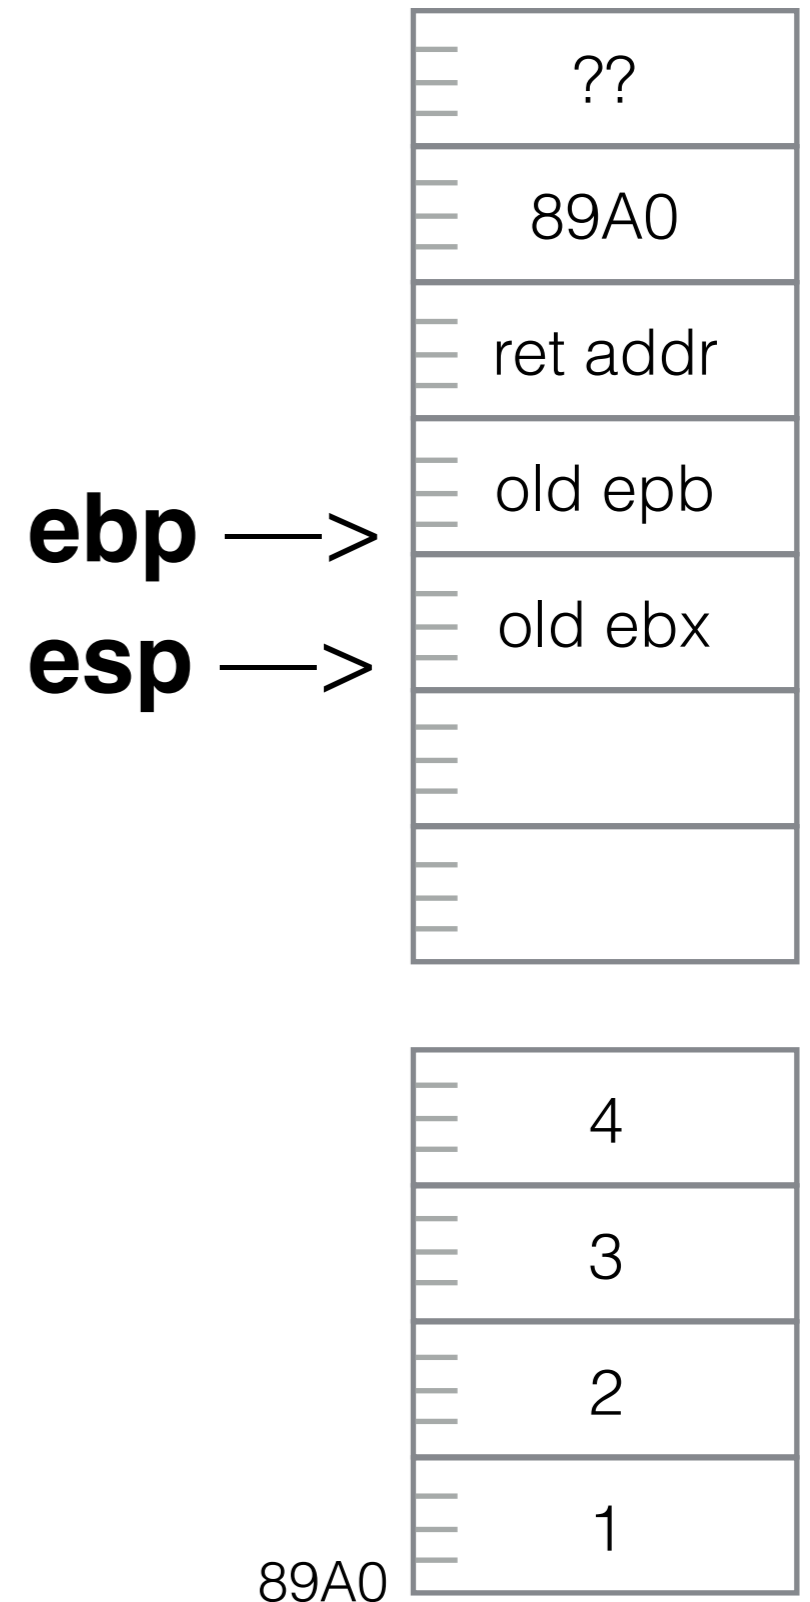 ??
89A0
ret addr
old epb
ebp —>
old ebx
esp —>
4
3
2
1
89A0